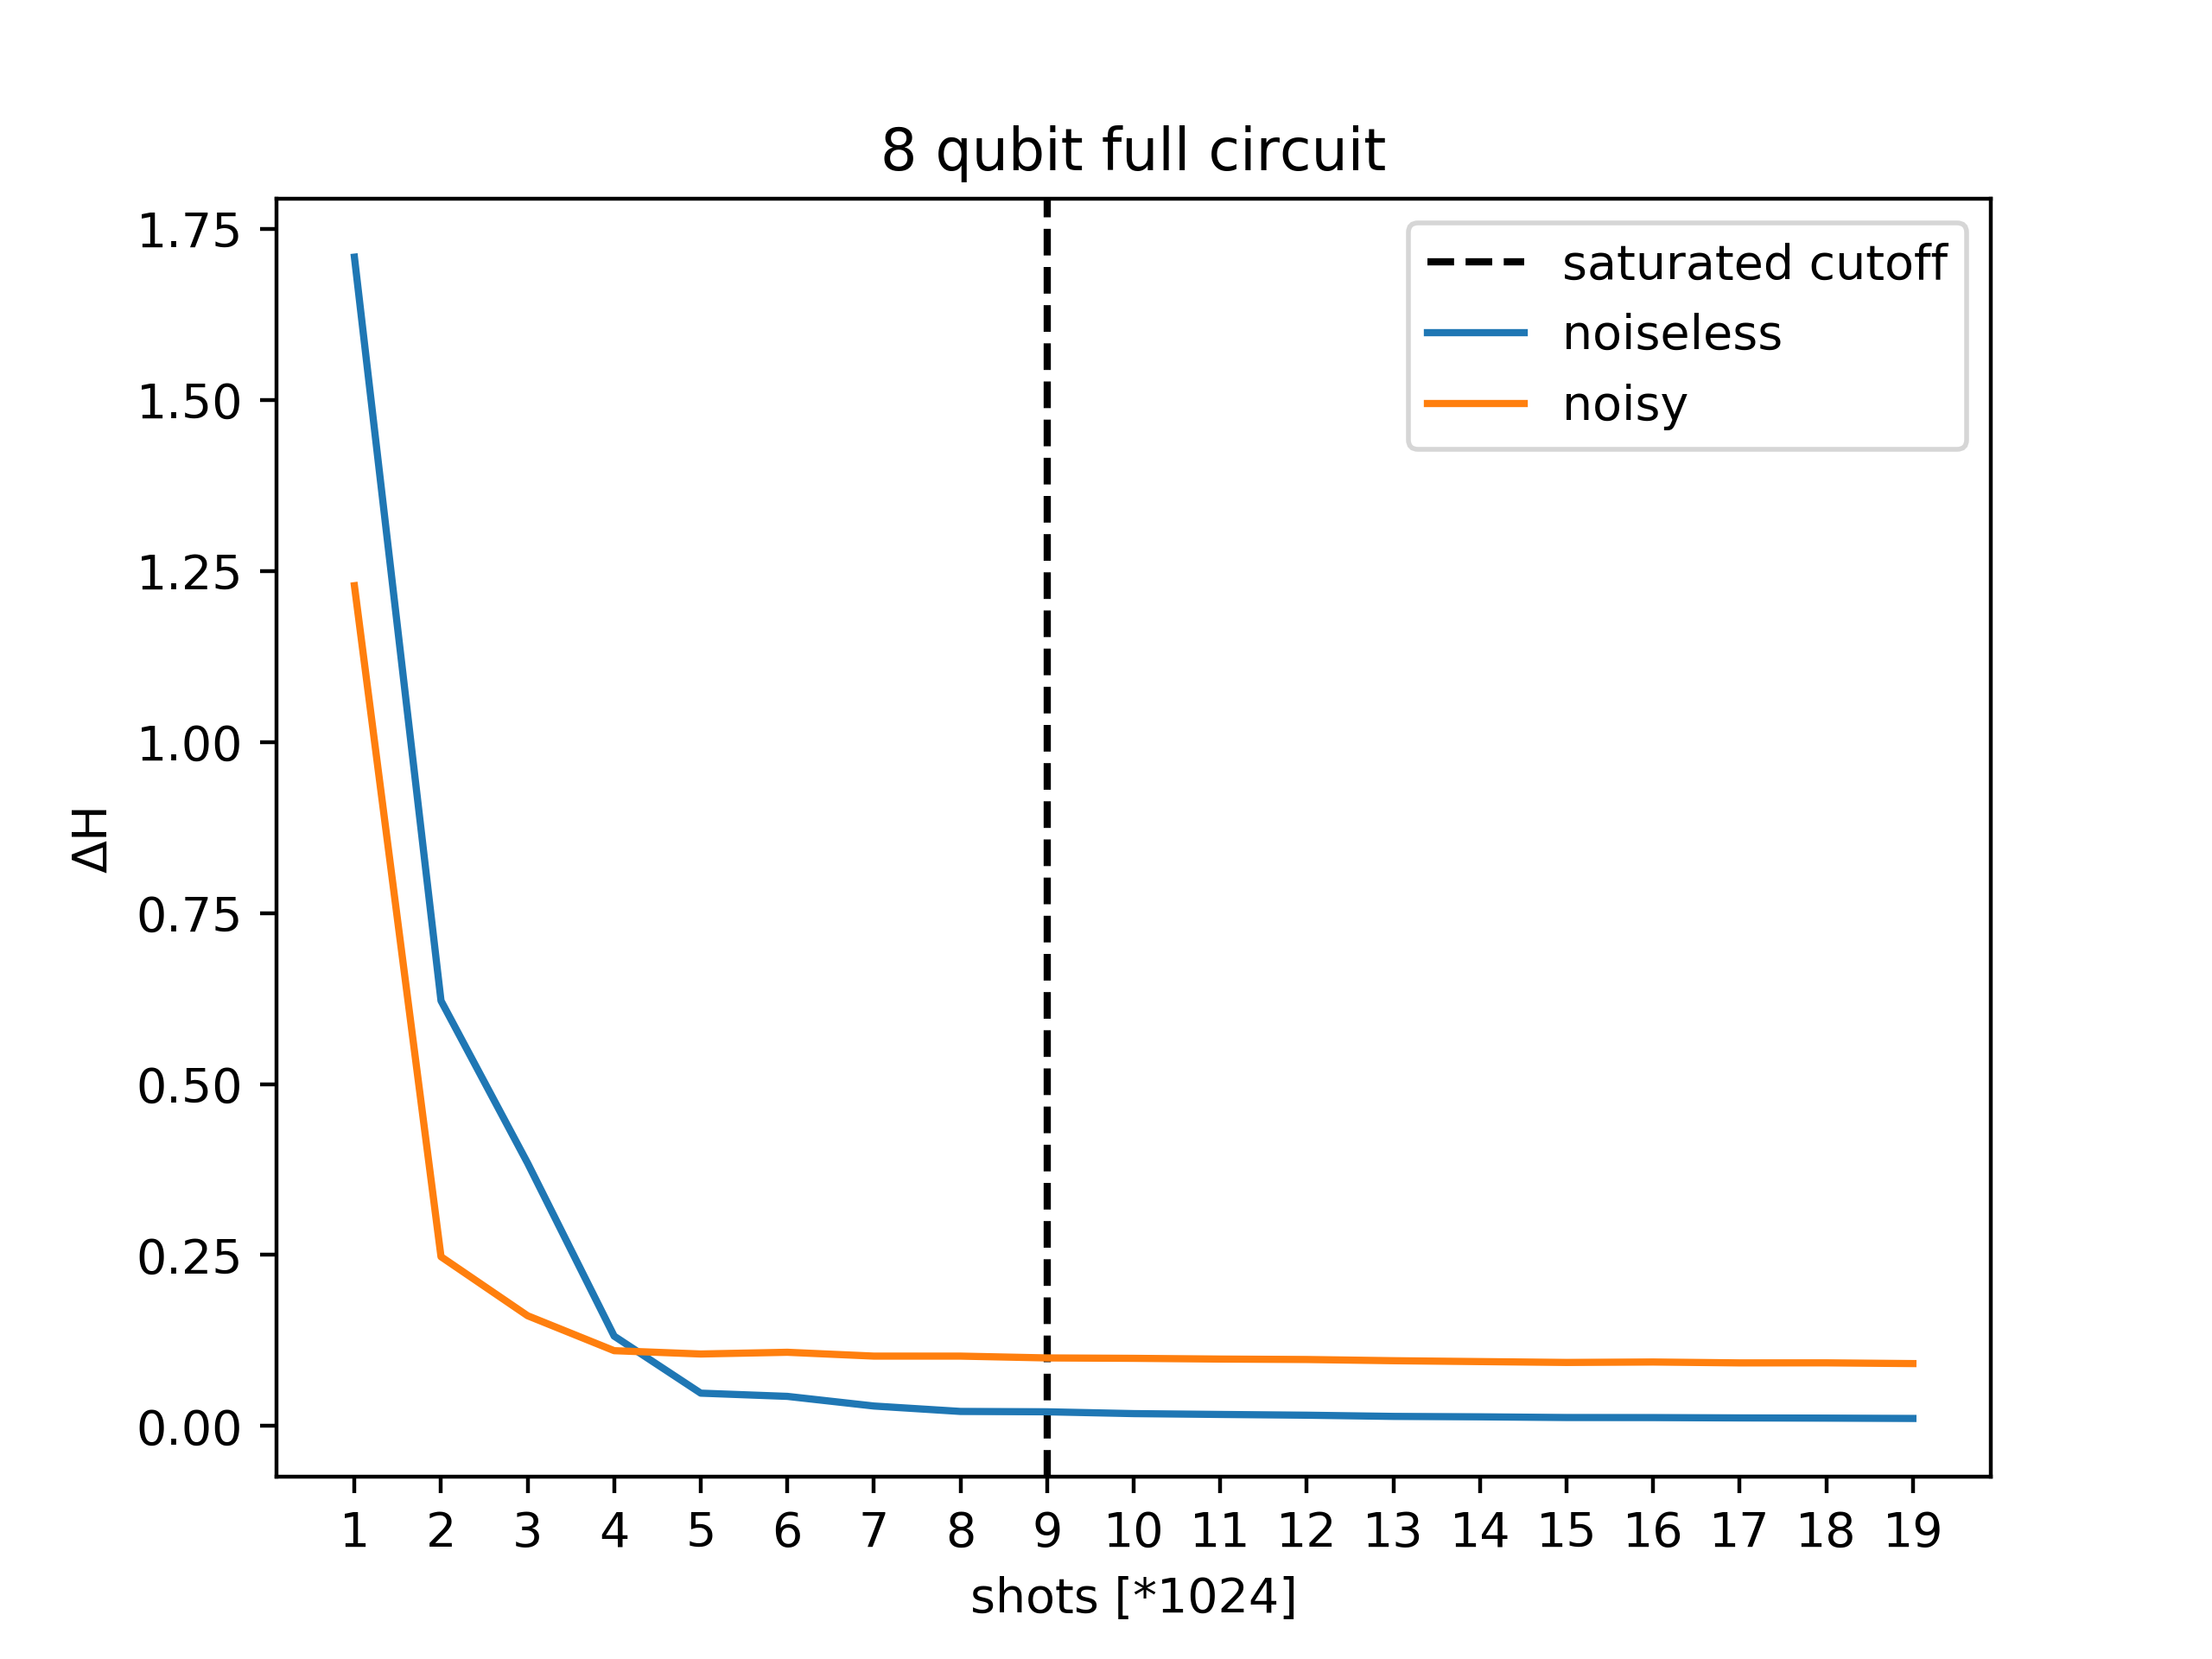 8 qubit full circuit
1.75
1.50
1.25
1.00
0.75
0.50
0.25
0.00
ΔH
saturated cutoff
noiseless
noisy
1 2 3 4 5 6 7 8 9 10 11 12 13 14 15 16 17 18 19
shots [*1024]